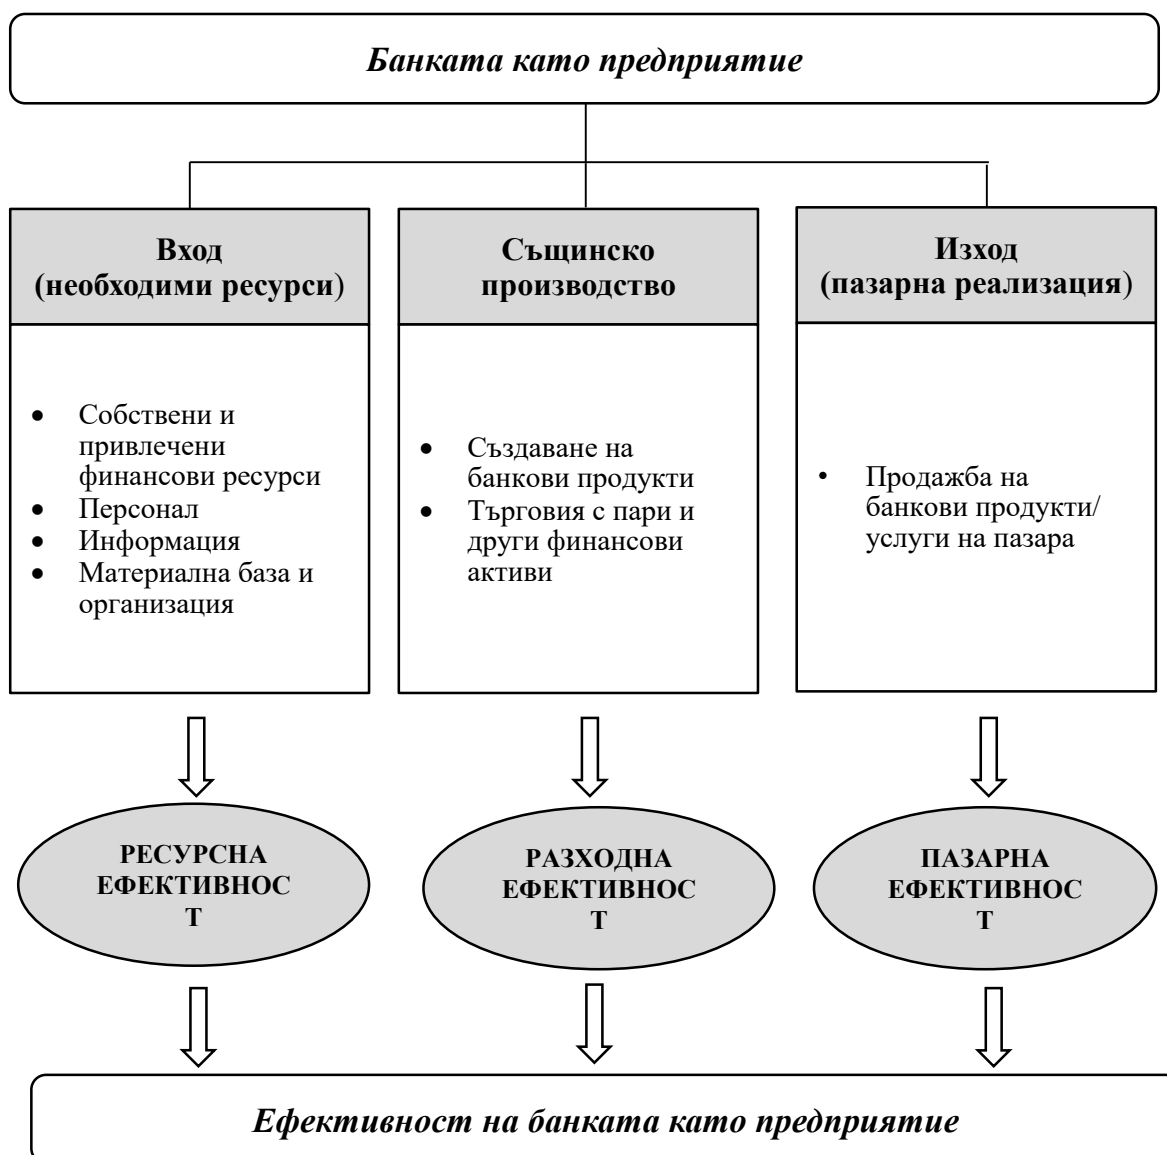 Банката като предприятие
Вход
(необходими ресурси)
• Собствени и
привлечени
финансови ресурси
• Персонал
• Информация
• Материална база и
организация
Същинско
производство
• Създаване на
банкови продукти
• Търговия с пари и
други финансови
активи
Изход
(пазарна реализация)
• Продажба на
банкови продукти/
услуги на пазара
РЕСУРСНА
ЕФЕКТИВНОС
Т
РАЗХОДНА
ЕФЕКТИВНОС
Т
ПАЗАРНА
ЕФЕКТИВНОС
Т
Ефективност на банката като предприятие